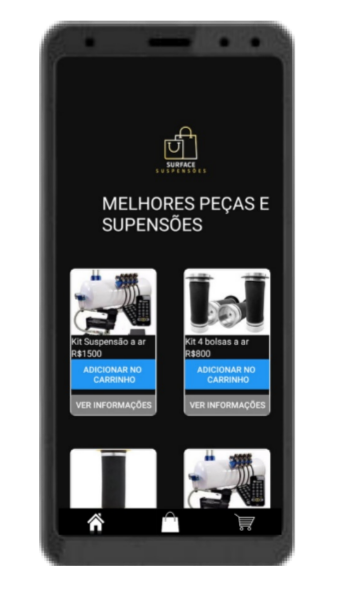 SURFACE
SUSPENSÕES
MELHORES PEÇAS E
SUPENSÕES
Kit Suspensão a ar
R$1500
ADICIONAR NO
CARRINHO
VER INFORMAÇÕES
Kit 4 bolsas a ar
R$800
ADICIONAR NO
CARRINHO
VER INFORMAÇÕES